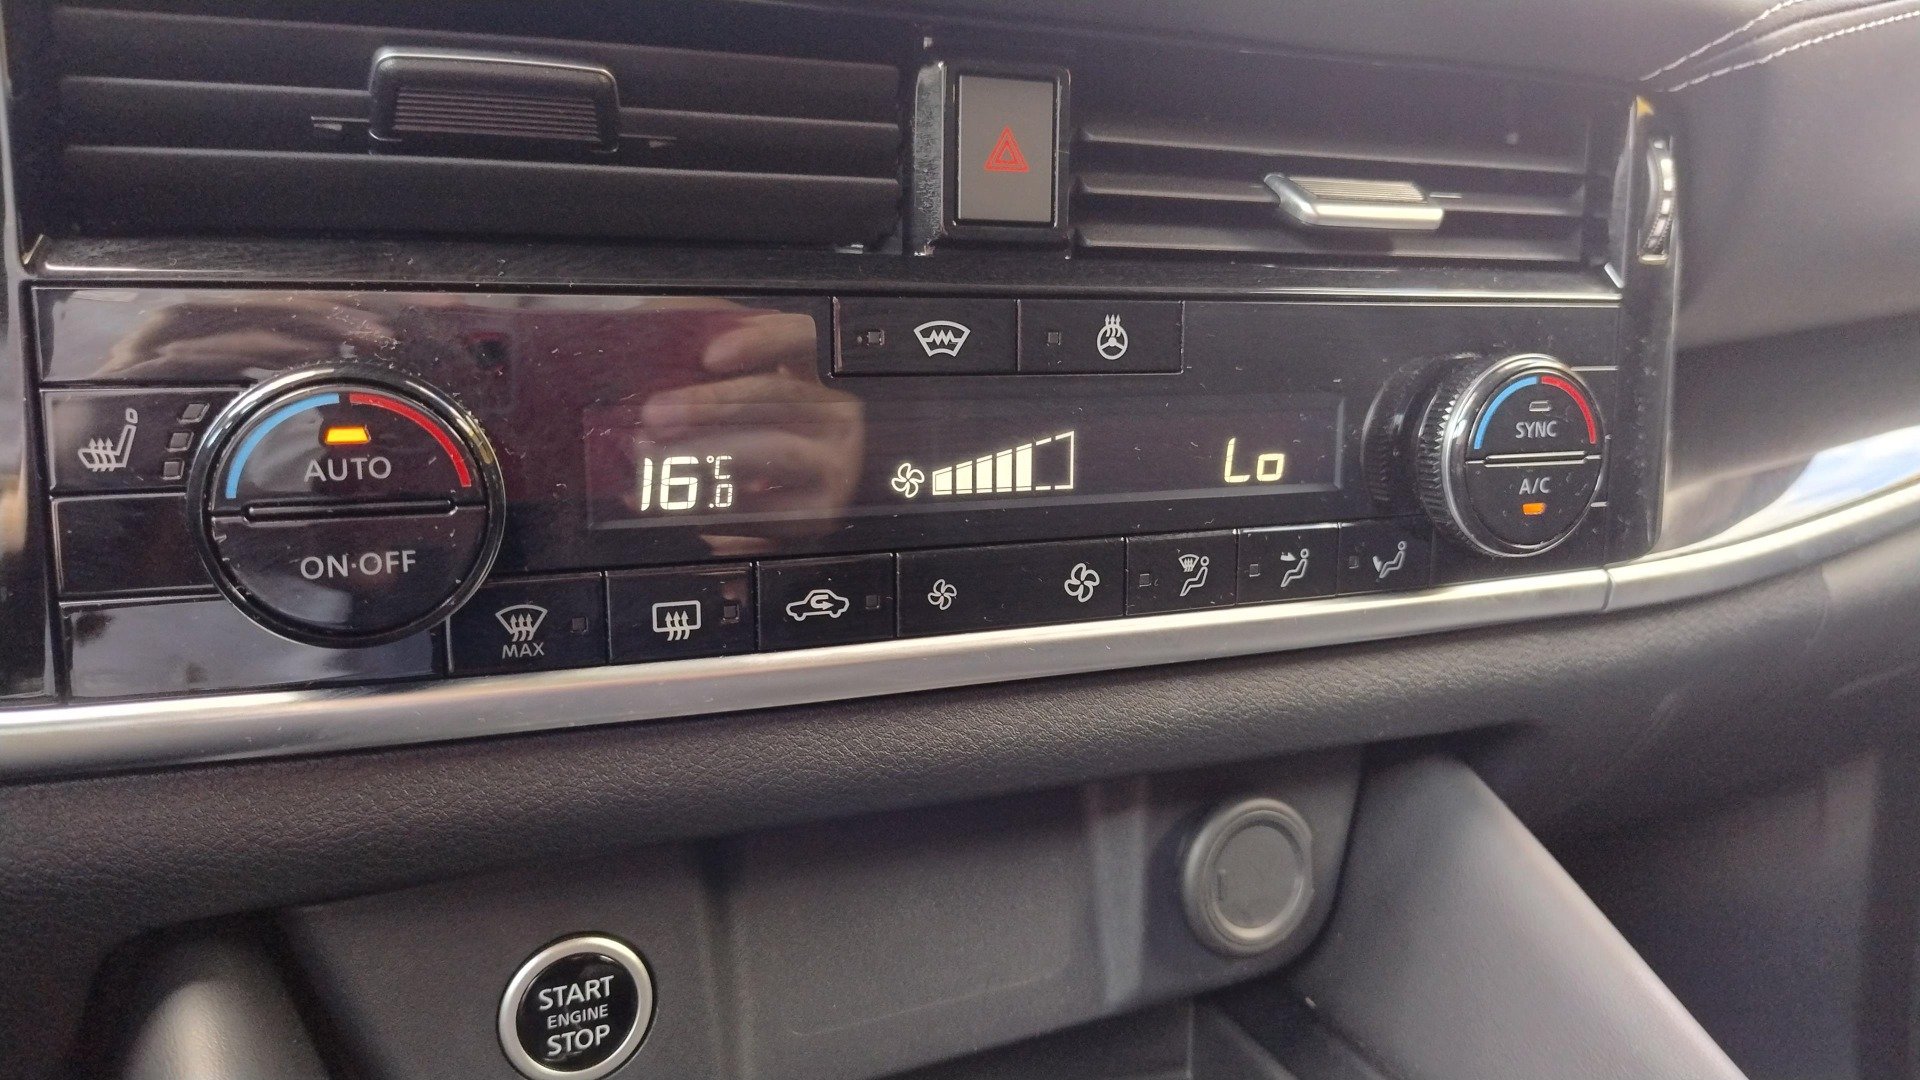 AUTO
ON·OFF
16.0°C
Lo
SYNC
A/C
MAX
START
ENGINE
STOP